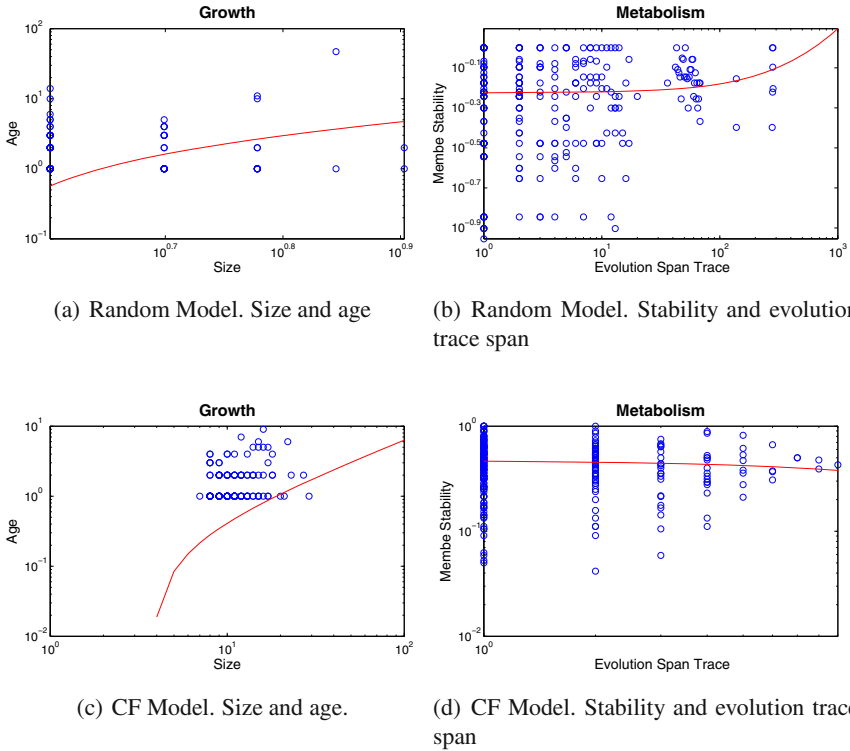 Growth
10^2
10^1
10^0
10^-1
Age
10^0.7
10^0.8
10^0.9
Size
(a) Random Model. Size and age
Metabolism
10^-0.1
10^-0.3
10^-0.5
10^-0.7
10^-0.9
Membe Stability
10^0
10^1
10^2
10^3
Evolution Span Trace
(b) Random Model. Stability and evolution
trace span
Growth
10^1
10^0
10^-1
10^-2
Age
10^0
10^1
10^2
Size
(c) CF Model. Size and age.
Metabolism
10^0
10^-1
10^-2
Membe Stability
10^0
Evolution Span Trace
(d) CF Model. Stability and evolution trace
span